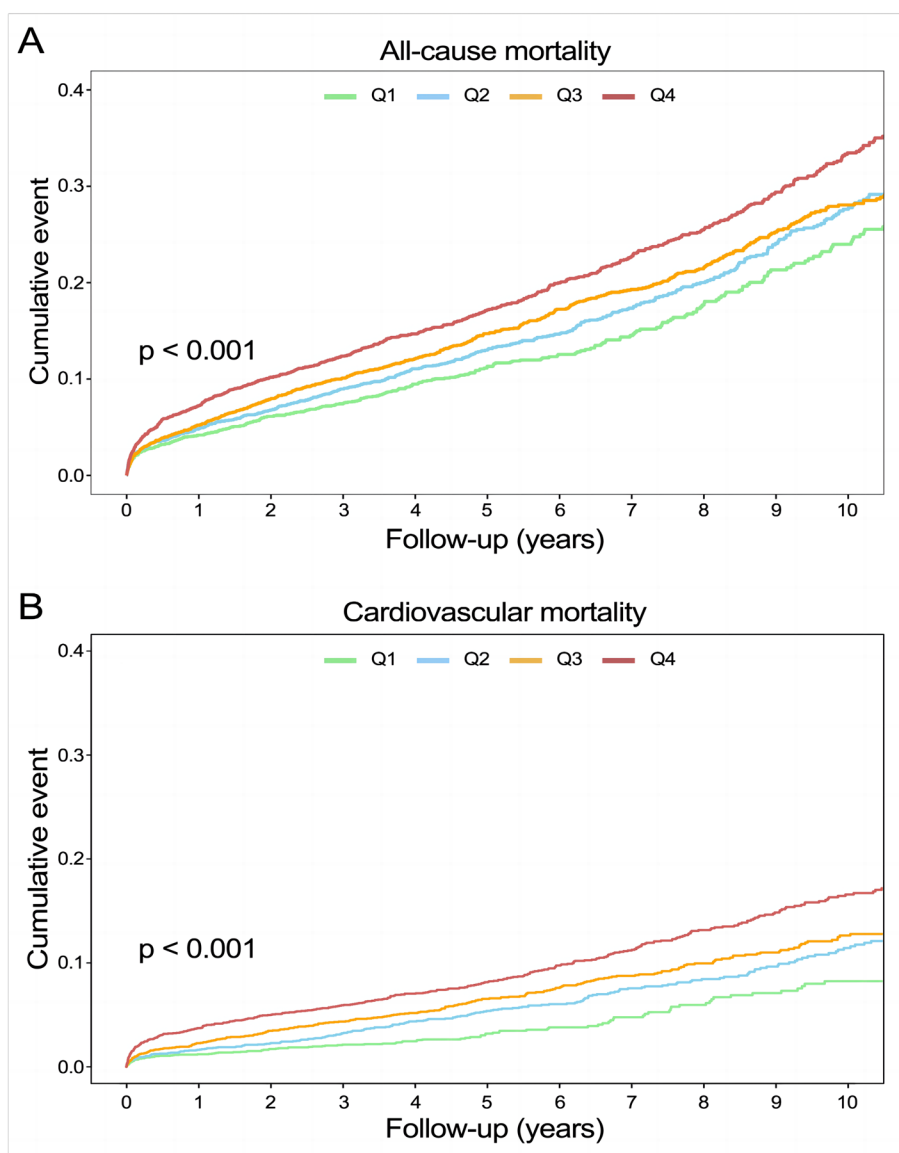 A
All-cause mortality
Q1 Q2 Q3 Q4
Cumulative event
0.4
0.3
0.2
0.1
0.0
p < 0.001
0 1 2 3 4 5 6 7 8 9 10
Follow-up (years)
B
Cardiovascular mortality
Q1 Q2 Q3 Q4
Cumulative event
0.4
0.3
0.2
0.1
0.0
p < 0.001
0 1 2 3 4 5 6 7 8 9 10
Follow-up (years)